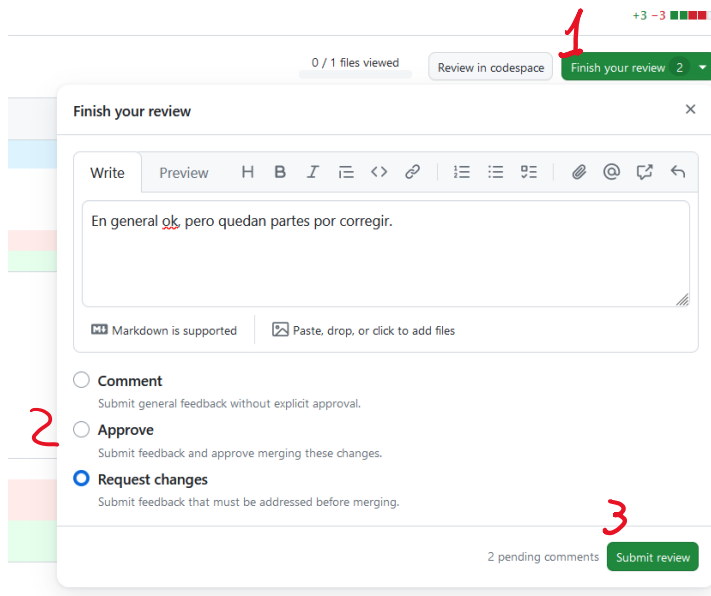 +3 −3
1
0 / 1 files viewed
Review in codespace
Finish your review 2
Finish your review
Write
Preview
H B I
En general ok, pero quedan partes por corregir.
Markdown is supported
Paste, drop, or click to add files
Comment
Submit general feedback without explicit approval.
2
Approve
Submit feedback and approve merging these changes.
Request changes
Submit feedback that must be addressed before merging.
3
2 pending comments
Submit review